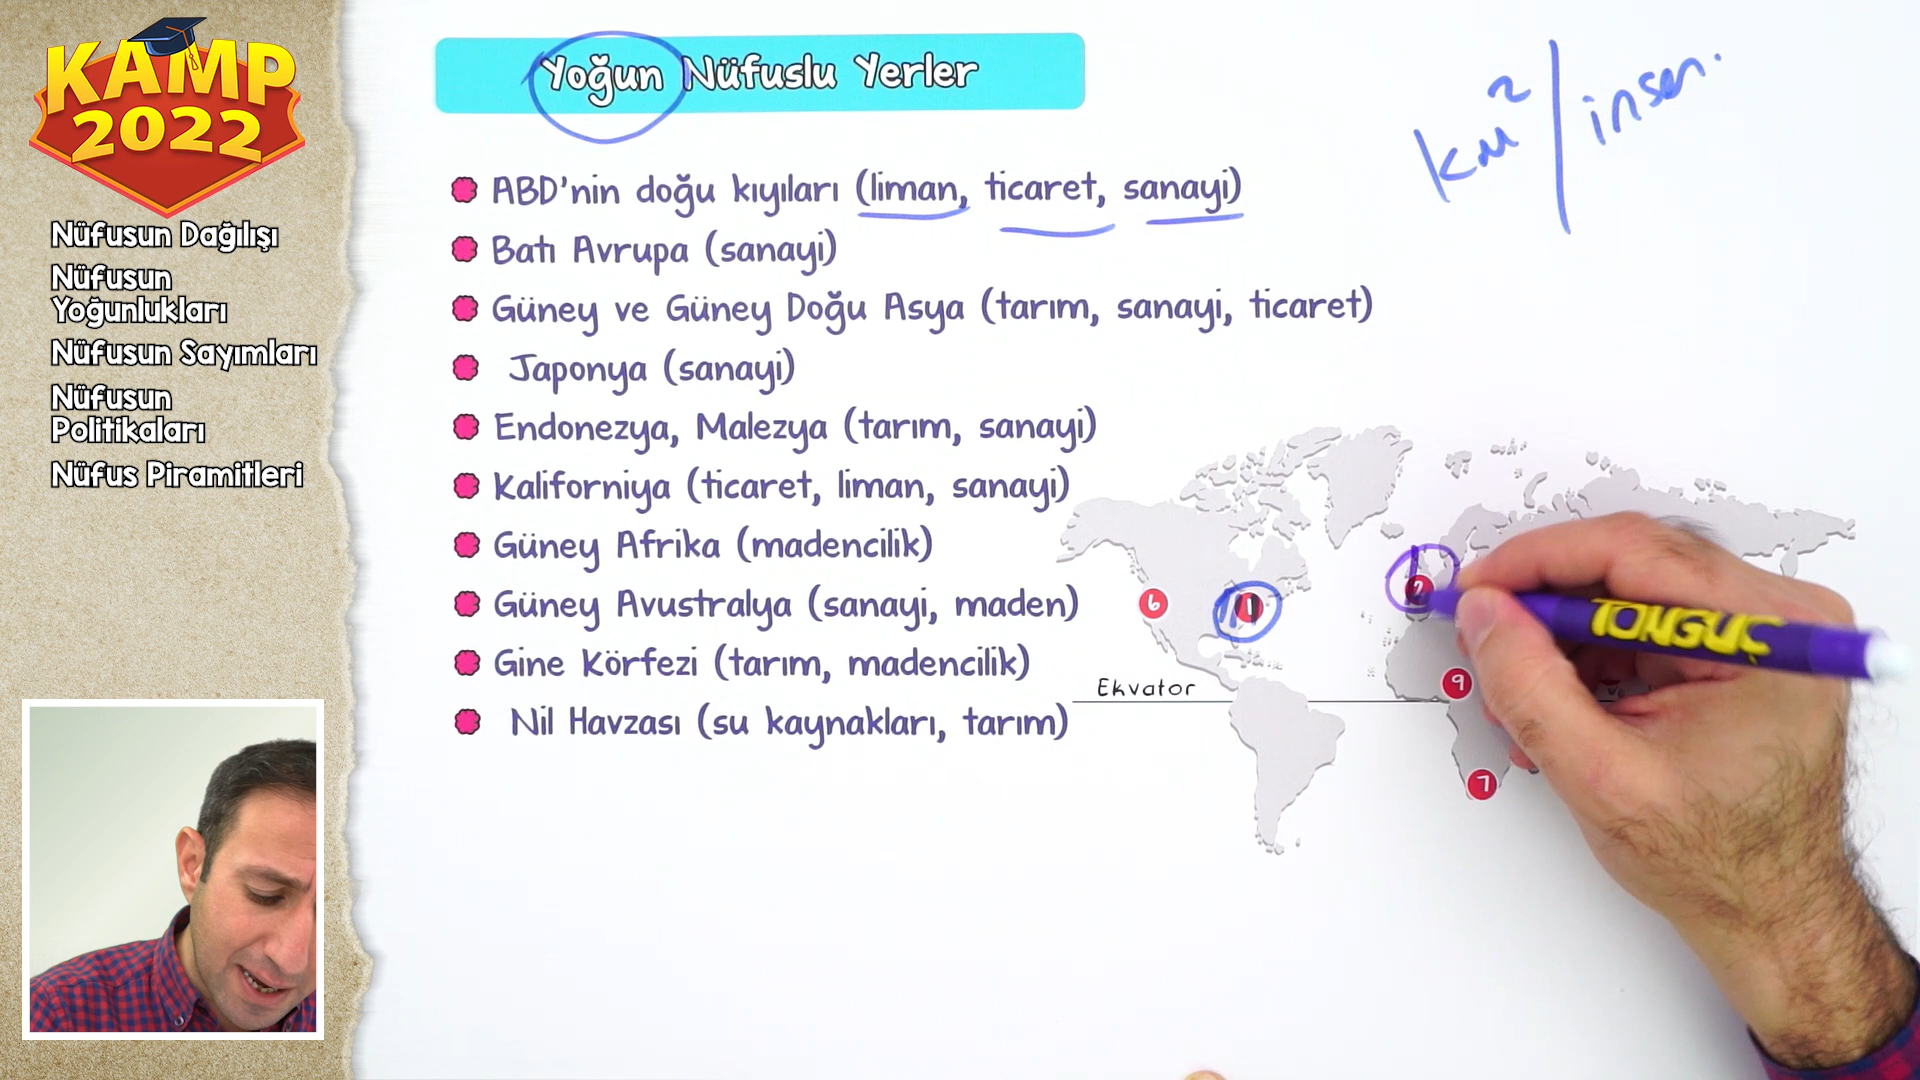 KAMP
2022
Nüfusun Dağılışı
Nüfusun
Yoğunlukları
Nüfusun Sayımları
Nüfusun
Politikaları
Nüfus Piramitleri
Yoğun Nüfuslu Yerler
km² / insan.
ABD'nin doğu kıyıları (liman, ticaret, sanayi)
Batı Avrupa (sanayi)
Güney ve Güney Doğu Asya (tarım, sanayi, ticaret)
Japonya (sanayi)
Endonezya, Malezya (tarım, sanayi)
Kaliforniya (ticaret, liman, sanayi)
Güney Afrika (madencilik)
Güney Avustralya (sanayi, maden)
Gine Körfezi (tarım, madencilik)
Nil Havzası (su kaynakları, tarım)
6
1
2
TONGUÇ
9
Ekvator
7